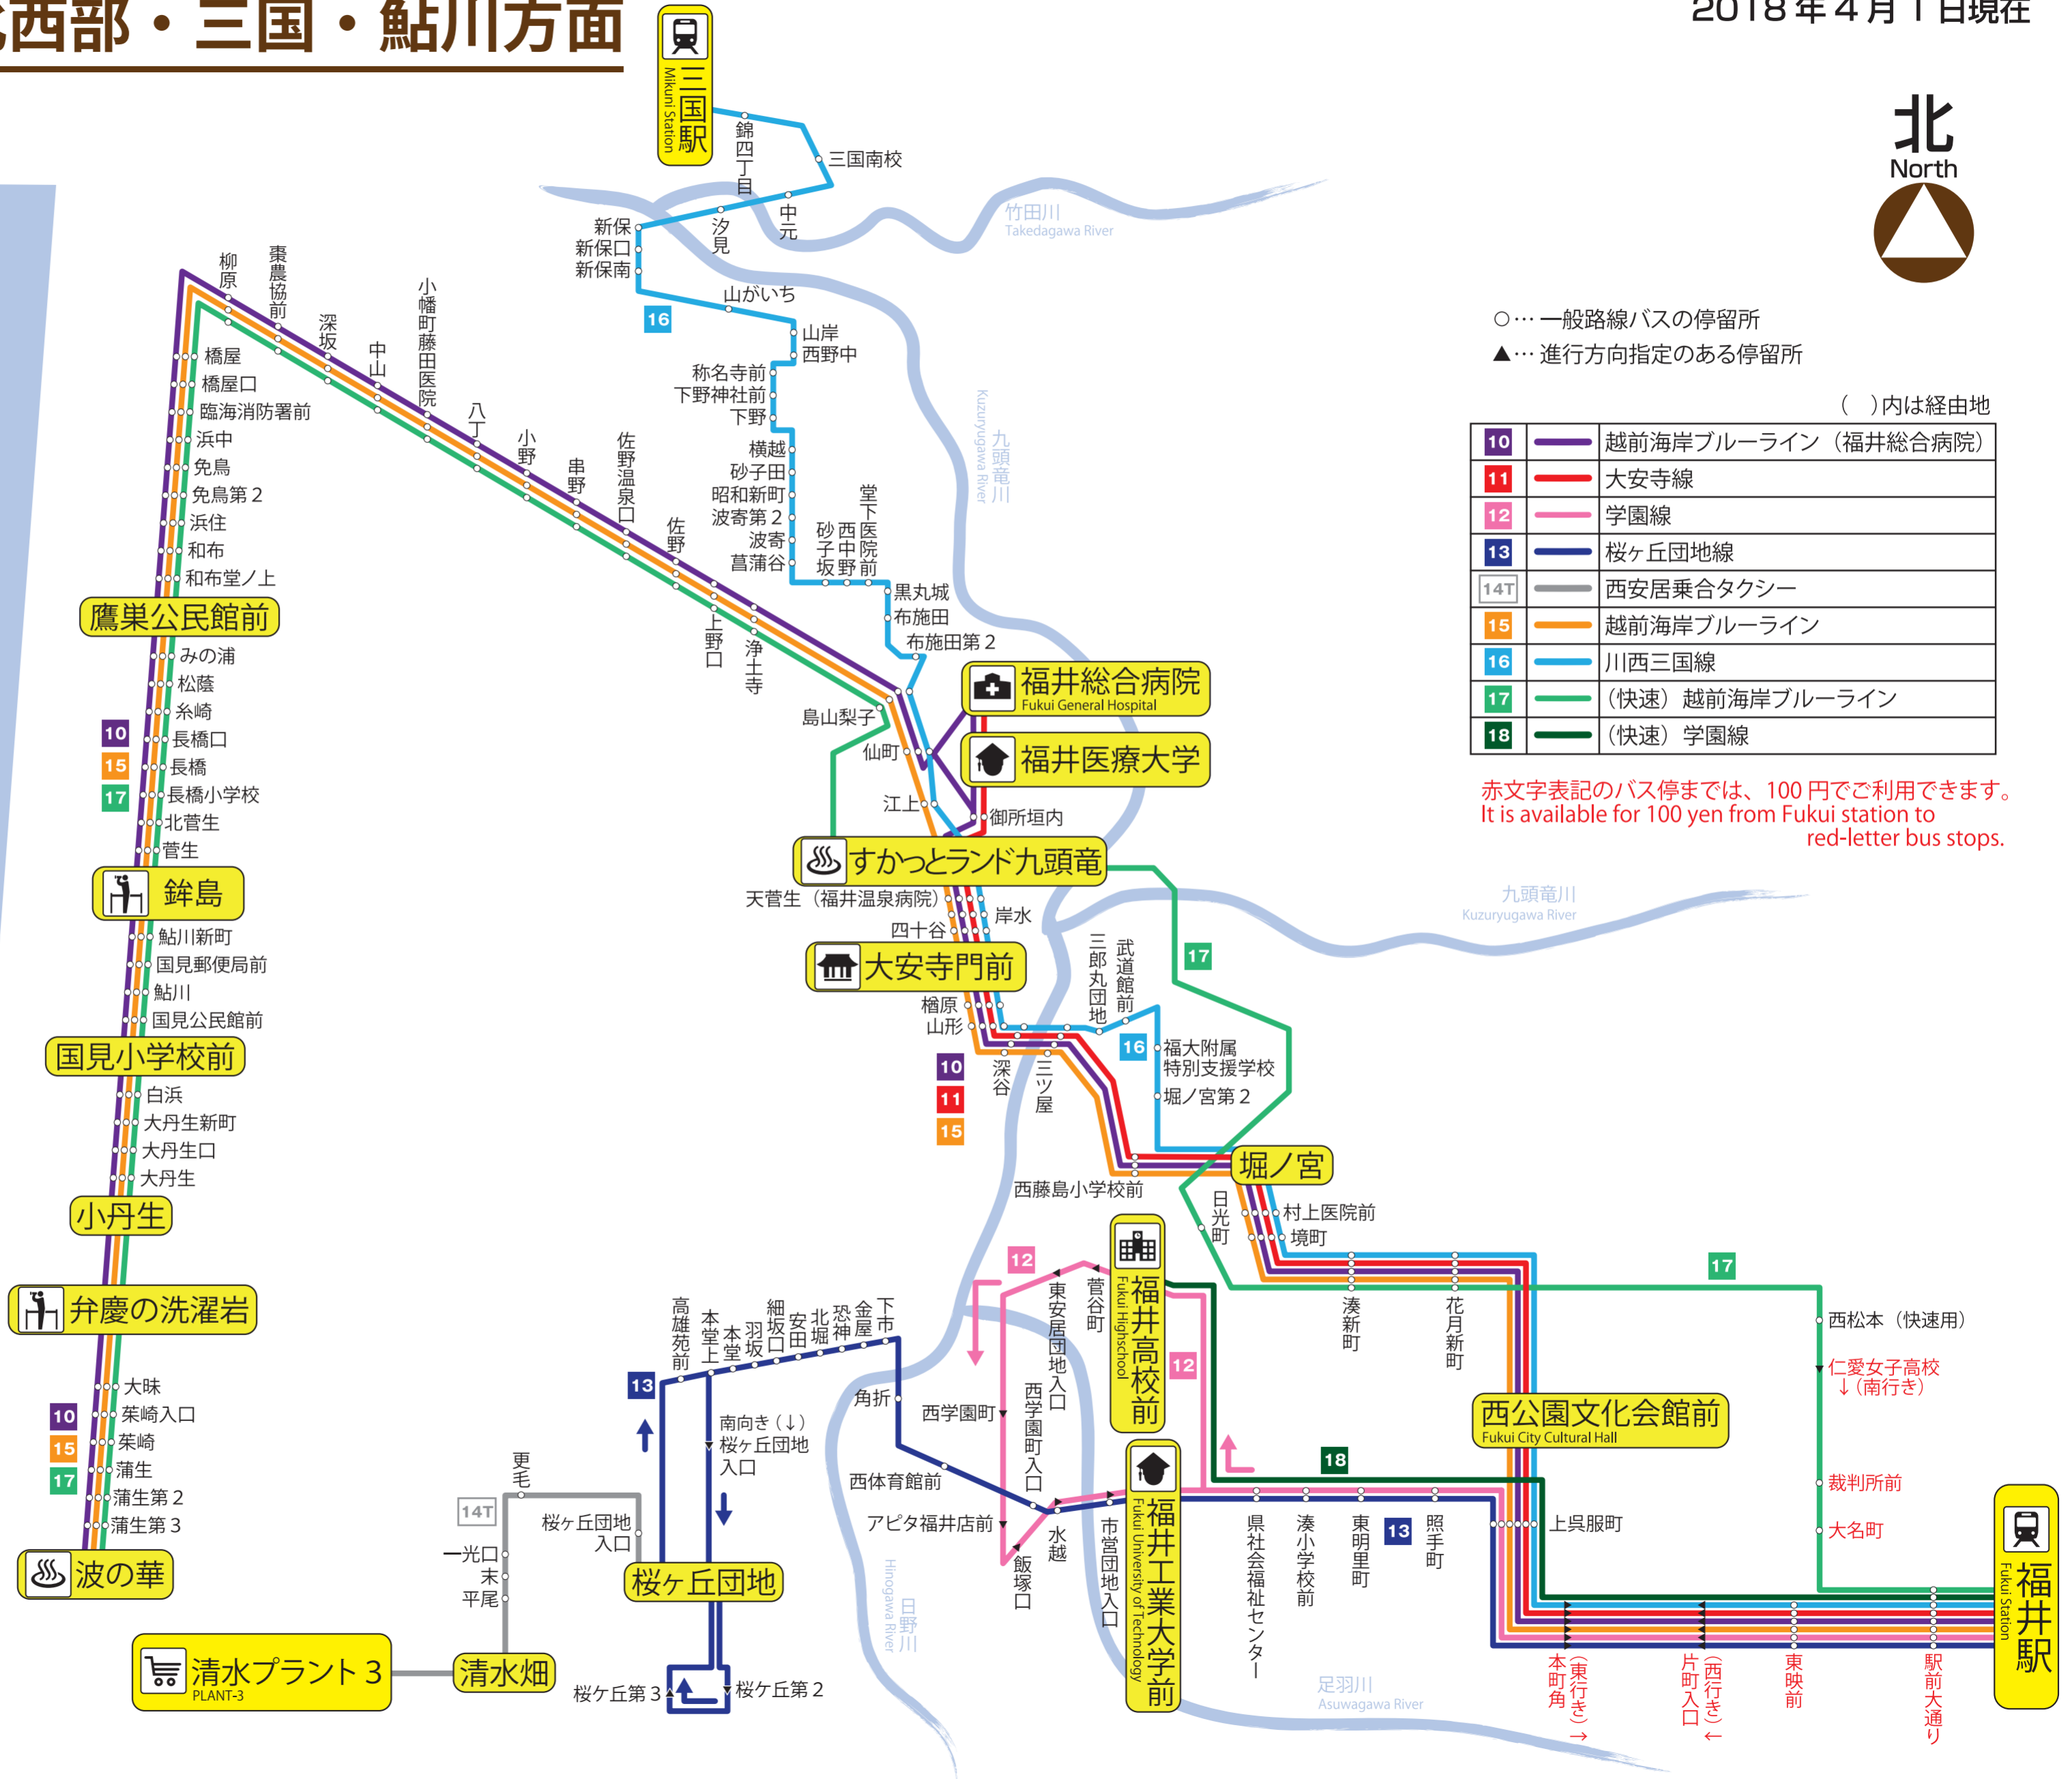 西部・三国・鮎川方面
2018年4月1日現在
三国駅
Mikuni Station
北
North
錦四丁目
三国南校
中元
汐見
竹田川
Takedagawa River
新保
新保口
新保南
山がいち
16
山岸
西野中
称名寺前
下野神社前
下野
横越
砂子田
昭和新町
波寄第2
波寄
菖蒲谷
砂子坂
西中野
堂下医院前
黒丸城
布施田
布施田第2
九頭竜川
Kuzuryugawa River
○…一般路線バスの停留所
▲…進行方向指定のある停留所
(　)内は経由地
10 越前海岸ブルーライン(福井総合病院)
11 大安寺線
12 学園線
13 桜ヶ丘団地線
14T 西安居乗合タクシー
15 越前海岸ブルーライン
16 川西三国線
17 (快速)越前海岸ブルーライン
18 (快速)学園線
赤文字表記のバス停までは、100円でご利用できます。
It is available for 100 yen from Fukui station to
red-letter bus stops.
柳原
棗農協前
深坂
中山
小幡町藤田医院
八丁
小野
串野
佐野温泉口
佐野
上野口
浄土寺
橋屋
橋屋口
臨海消防署前
浜中
免鳥
免鳥第2
浜住
和布
和布堂ノ上
鷹巣公民館前
みの浦
松蔭
糸崎
長橋口
長橋
長橋小学校
北菅生
菅生
10
15
17
鉾島
鮎川新町
国見郵便局前
鮎川
国見公民館前
国見小学校前
白浜
大丹生新町
大丹生口
大丹生
小丹生
弁慶の洗濯岩
大味
茱崎入口
茱崎
蒲生
蒲生第2
蒲生第3
10
15
17
波の華
福井総合病院
Fukui General Hospital
福井医療大学
島山梨子
仙町
江上
御所垣内
すかっとランド九頭竜
天菅生(福井温泉病院)
岸水
四十谷
大安寺門前
楢原
山形
10
11
15
深谷
三ツ屋
三郎丸団地
武道館前
16
福大附属
特別支援学校
堀ノ宮第2
17
九頭竜川
Kuzuryugawa River
西藤島小学校前
堀ノ宮
日光町
村上医院前
境町
湊新町
花月新町
17
西松本(快速用)
仁愛女子高校
↓(南行き)
裁判所前
大名町
西公園文化会館前
Fukui City Cultural Hall
上呉服町
福井高校前
Fukui Highschool
12
菅谷町
東安居団地入口
12
西学園町
西学園町入口
アピタ福井店前
飯塚口
水越
市営団地入口
福井工業大学前
Fukui University of Technology
18
県社会福祉センター
湊小学校前
東明里町
13
照手町
高雄苑前
本堂上
本堂
羽坂
細坂口
安田
北堀
恐神
金屋
下市
角折
西体育館前
13
南向き(↓)
桜ヶ丘団地
入口
更毛
14T
桜ヶ丘団地
入口
一光口
末
平尾
桜ヶ丘団地
清水プラント3
PLANT-3
清水畑
桜ケ丘第3
桜ケ丘第2
日野川
Hinogawa River
足羽川
Asuwagawa River
本町角
(東行き)→
片町入口
(西行き)←
東映前
駅前大通り
福井駅
Fukui Station